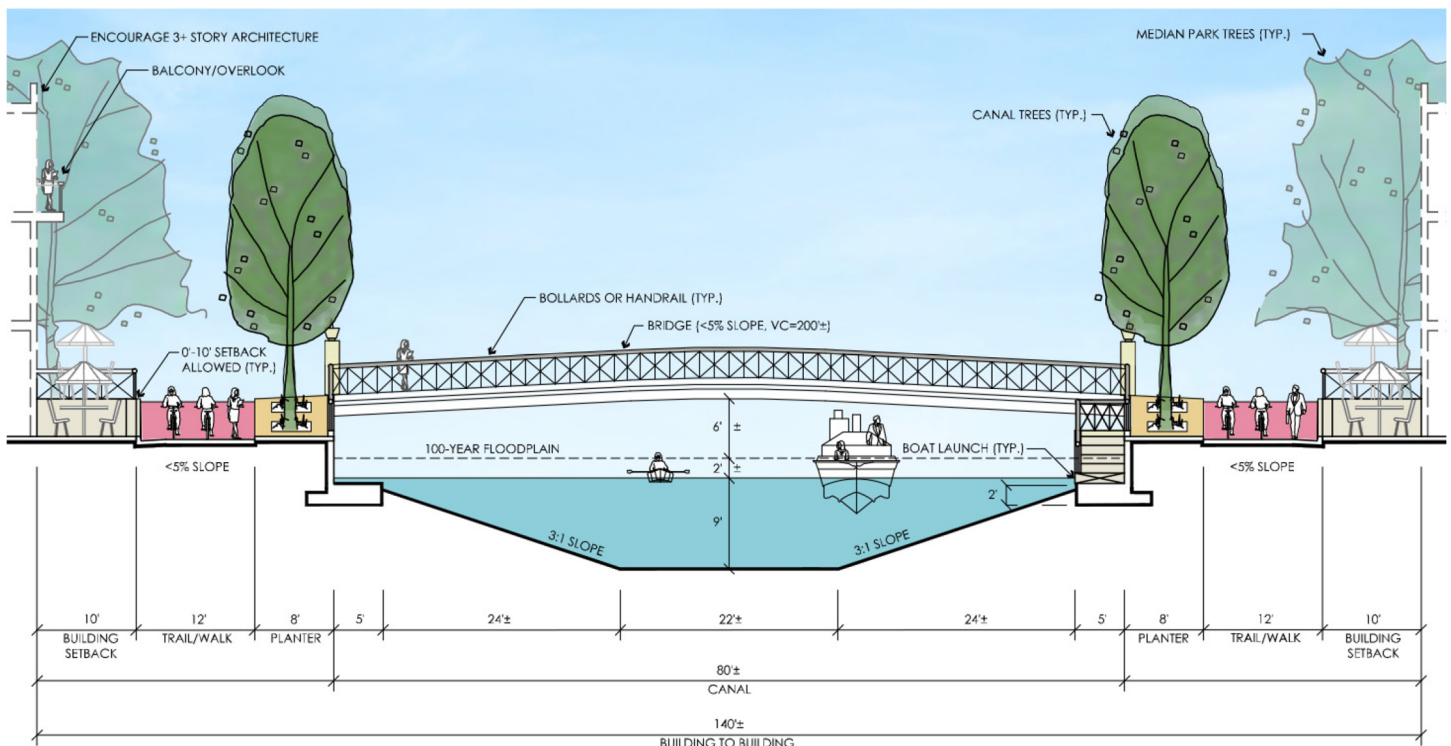 ENCOURAGE 3+ STORY ARCHITECTURE
MEDIAN PARK TREES (TYP.)
BALCONY/OVERLOOK
CANAL TREES (TYP.)
BOLLARDS OR HANDRAIL (TYP.)
BRIDGE (<5% SLOPE, VC=200'±)
0'-10' SETBACK
ALLOWED (TYP.)
6' ±
100-YEAR FLOODPLAIN
BOAT LAUNCH (TYP.)
<5% SLOPE
2' ±
<5% SLOPE
2'
9'
3:1 SLOPE
3:1 SLOPE
10' 12' 8' 5' 24'± 22'± 24'± 5' 8' 12' 10'
BUILDING SETBACK
TRAIL/WALK
PLANTER
PLANTER
TRAIL/WALK
BUILDING SETBACK
80'±
CANAL
140'±
BUILDING TO BUILDING